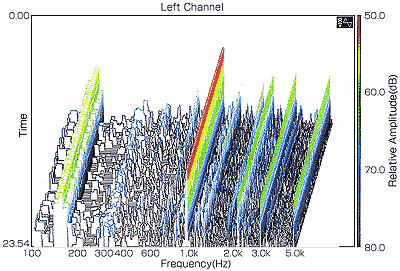 Left Channel
0.00 50.0
60.0
Time
Relative Amplitude(dB)
70.0
23.54 80.0
100 200 300 400 600 1.0k 2.0k 3.0k 5.0k
Frequency(Hz)